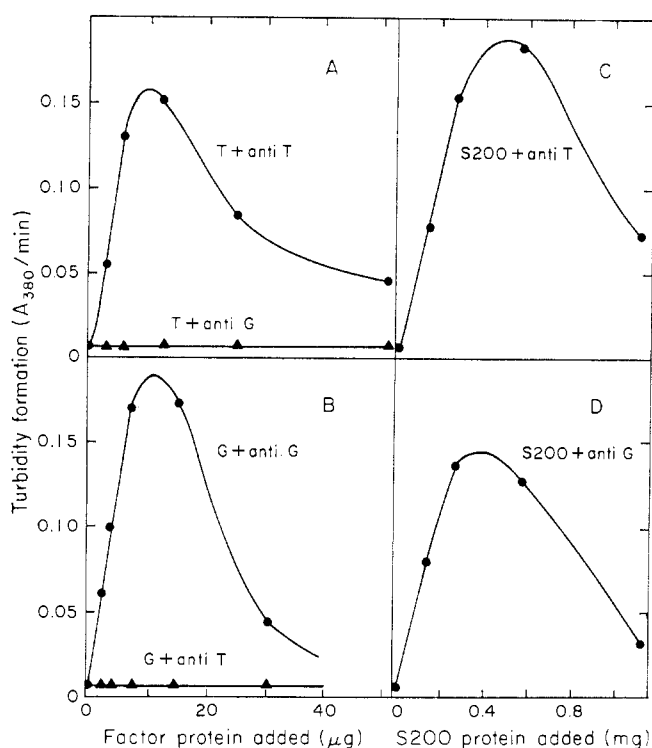 A
C
0.15
T + anti T
S200 + anti T
0.10
0.05
T + anti G
0
B
D
0.15
G + anti G
S200 + anti G
0.10
0.05
G + anti T
0
Turbidity formation (A380/min)
0 20 40
0 0.4 0.8
Factor protein added (μg)
S200 protein added (mg)